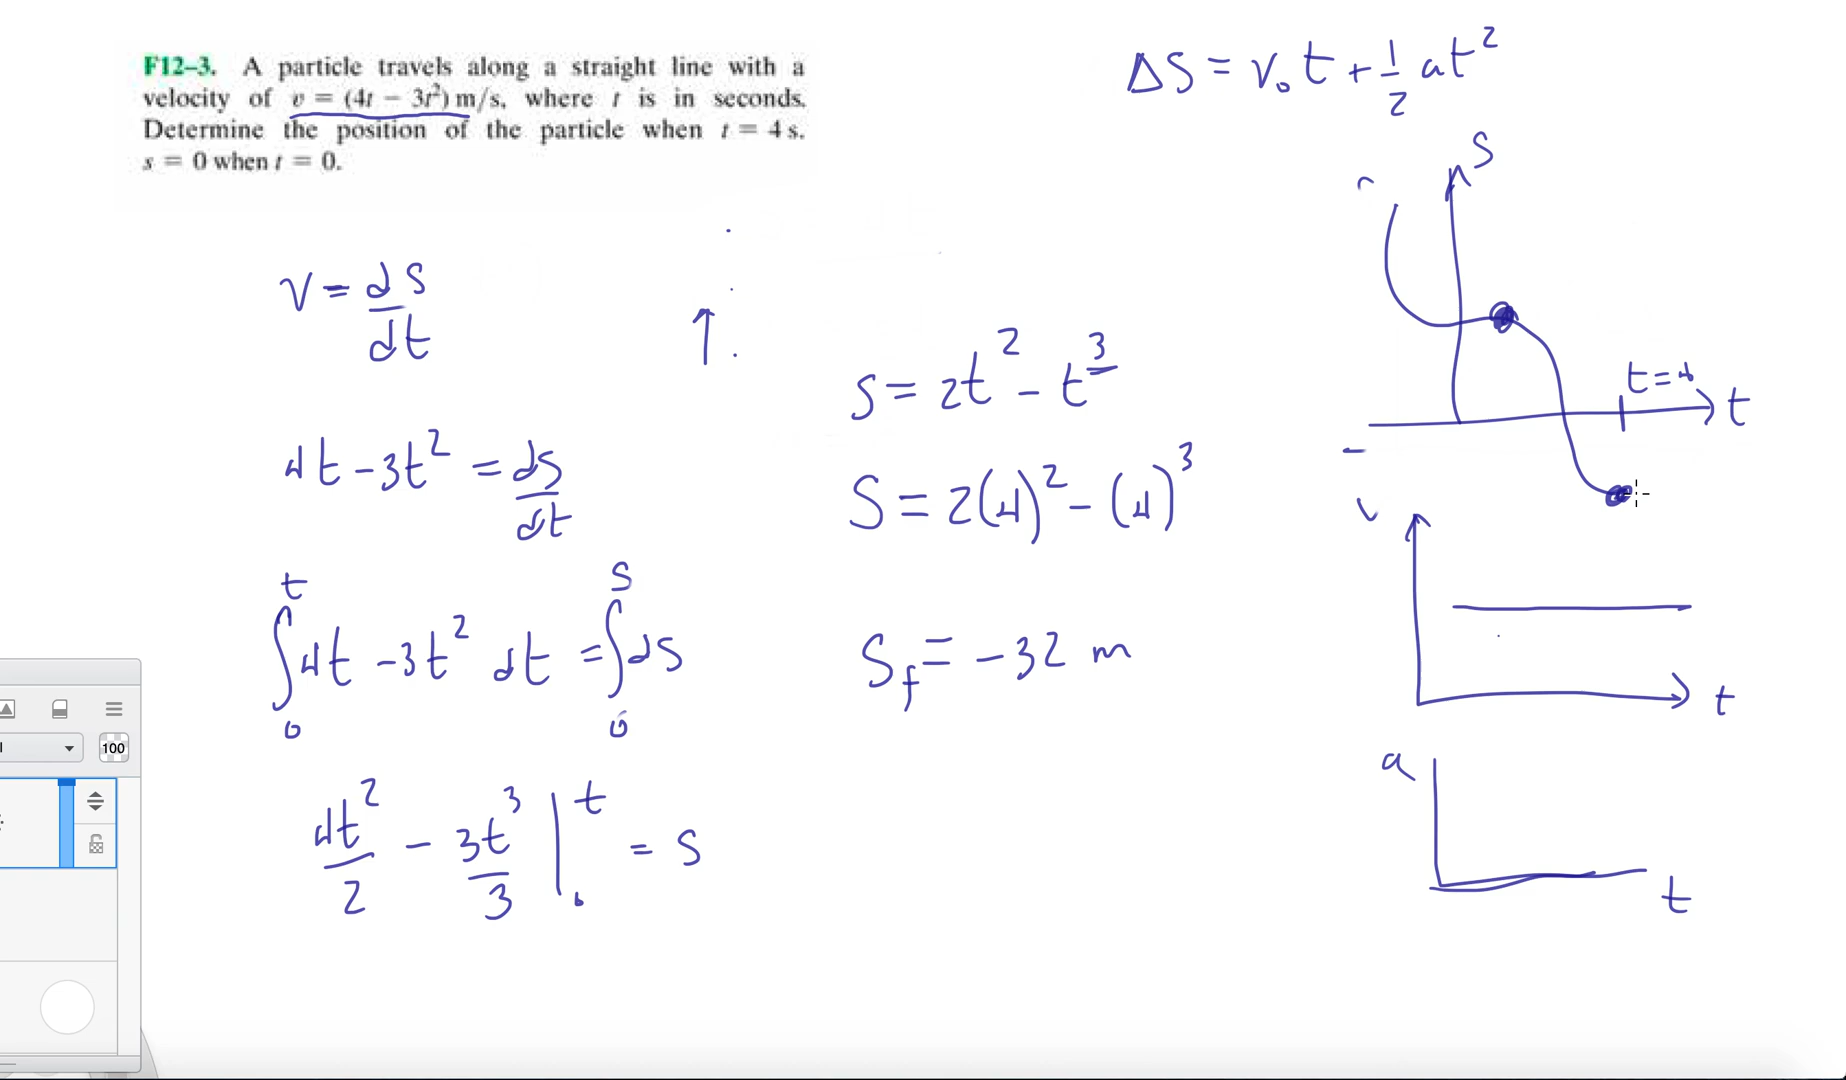 F12–3. A particle travels along a straight line with a
velocity of v = (4t − 3t²) m/s, where t is in seconds.
Determine the position of the particle when t = 4 s.
s = 0 when t = 0.
ΔS = v₀t + 1/2 at²
V = dS/dt
4t − 3t² = ds/dt
∫₀ᵗ 4t − 3t² dt = ∫₀ˢ ds
4t²/2 − 3t³/3 |₀ᵗ = S
S = 2t² − t³
S = 2(4)² − (4)³
S_f = −32 m
S
t=4
t
v
t
a
t
100